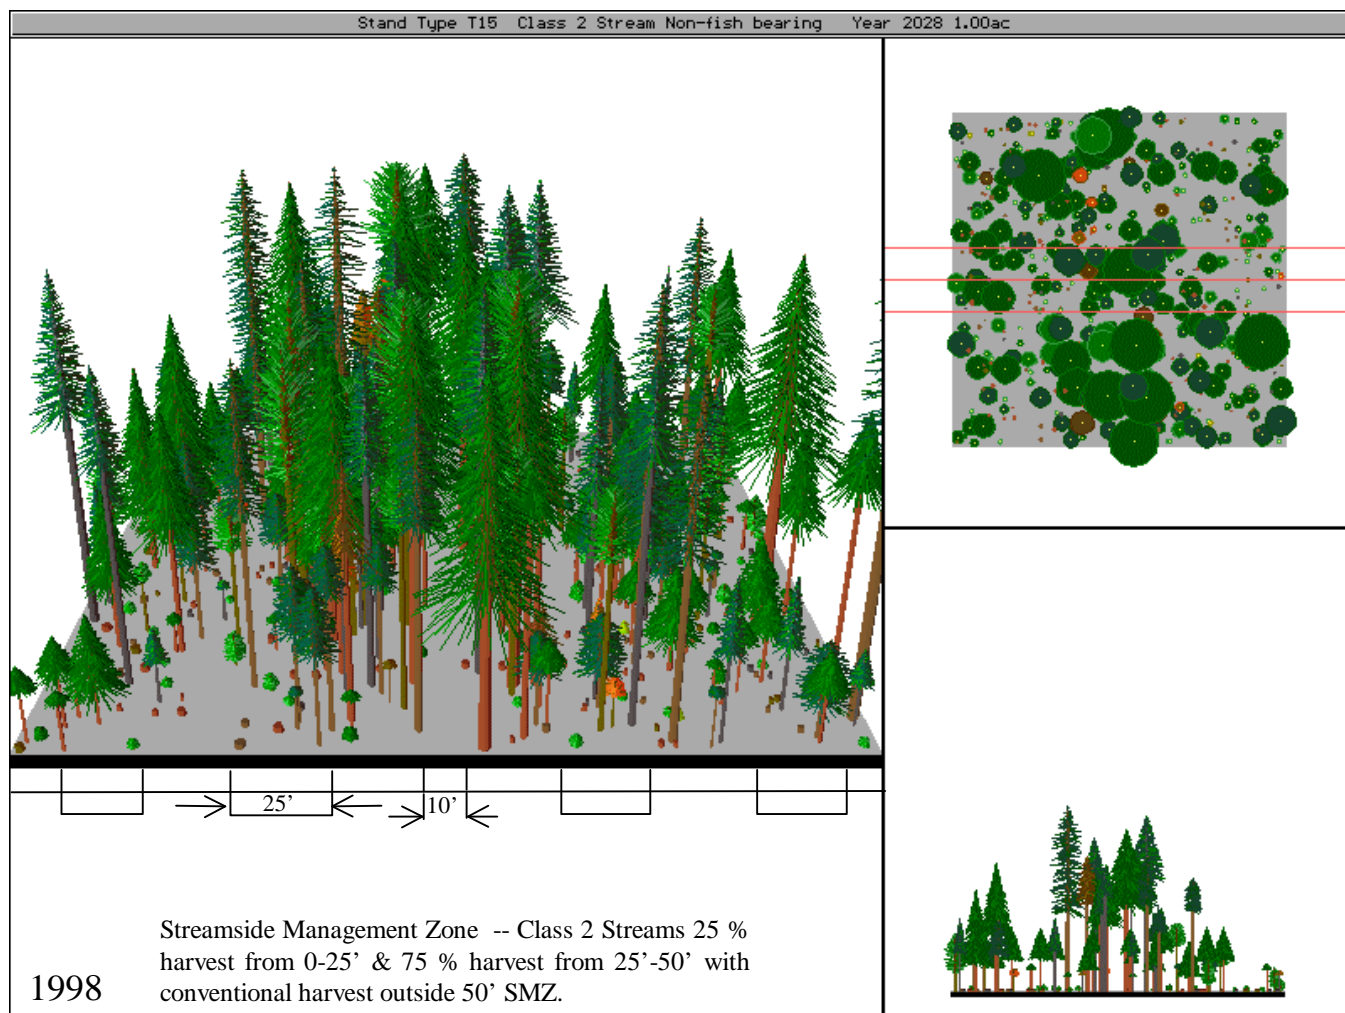 Stand Type T15  Class 2 Stream Non-fish bearing   Year 2028 1.00ac
25’
10’
Streamside Management Zone -- Class 2 Streams 25 %
harvest from 0-25’ & 75 % harvest from 25’-50’ with
conventional harvest outside 50’ SMZ.
1998